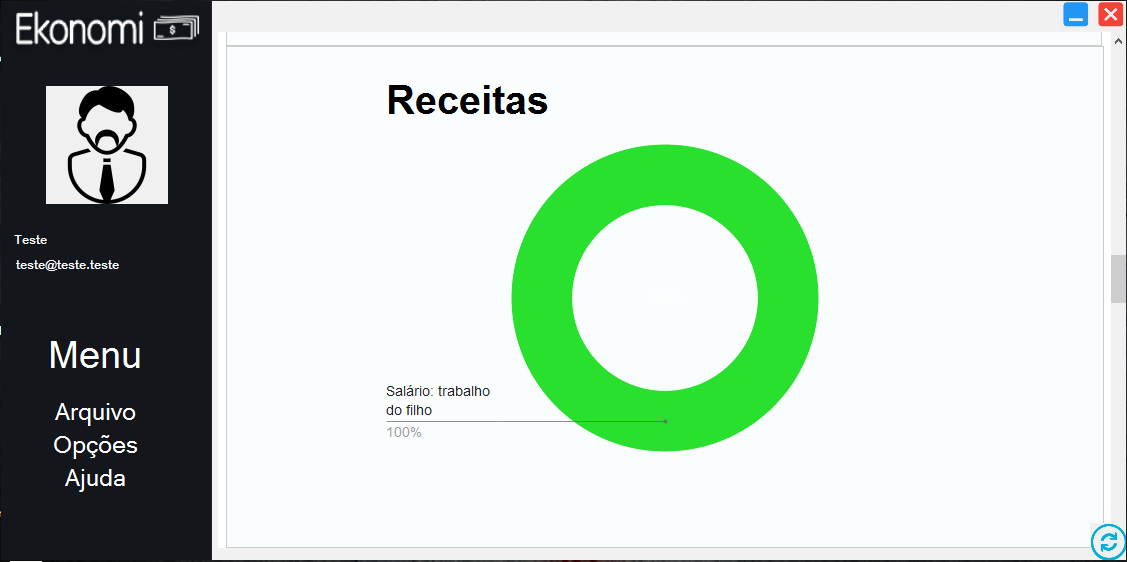 Ekonomi
Teste
teste@teste.teste
Menu
Arquivo
Opções
Ajuda
Receitas
Salário: trabalho
do filho
100%